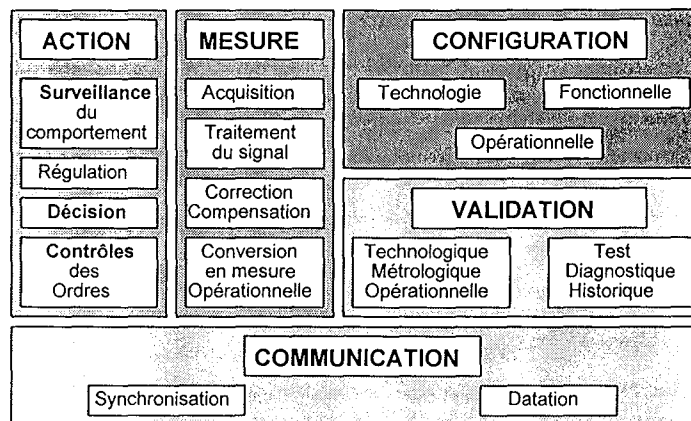 ACTION
Surveillance
du
comportement
Régulation
Décision
Contrôles
des
Ordres
MESURE
Acquisition
Traitement
du signal
Correction
Compensation
Conversion
en mesure
Opérationnelle
CONFIGURATION
Technologie
Fonctionnelle
Opérationnelle
VALIDATION
Technologique
Métrologique
Opérationnelle
Test
Diagnostique
Historique
COMMUNICATION
Synchronisation
Datation